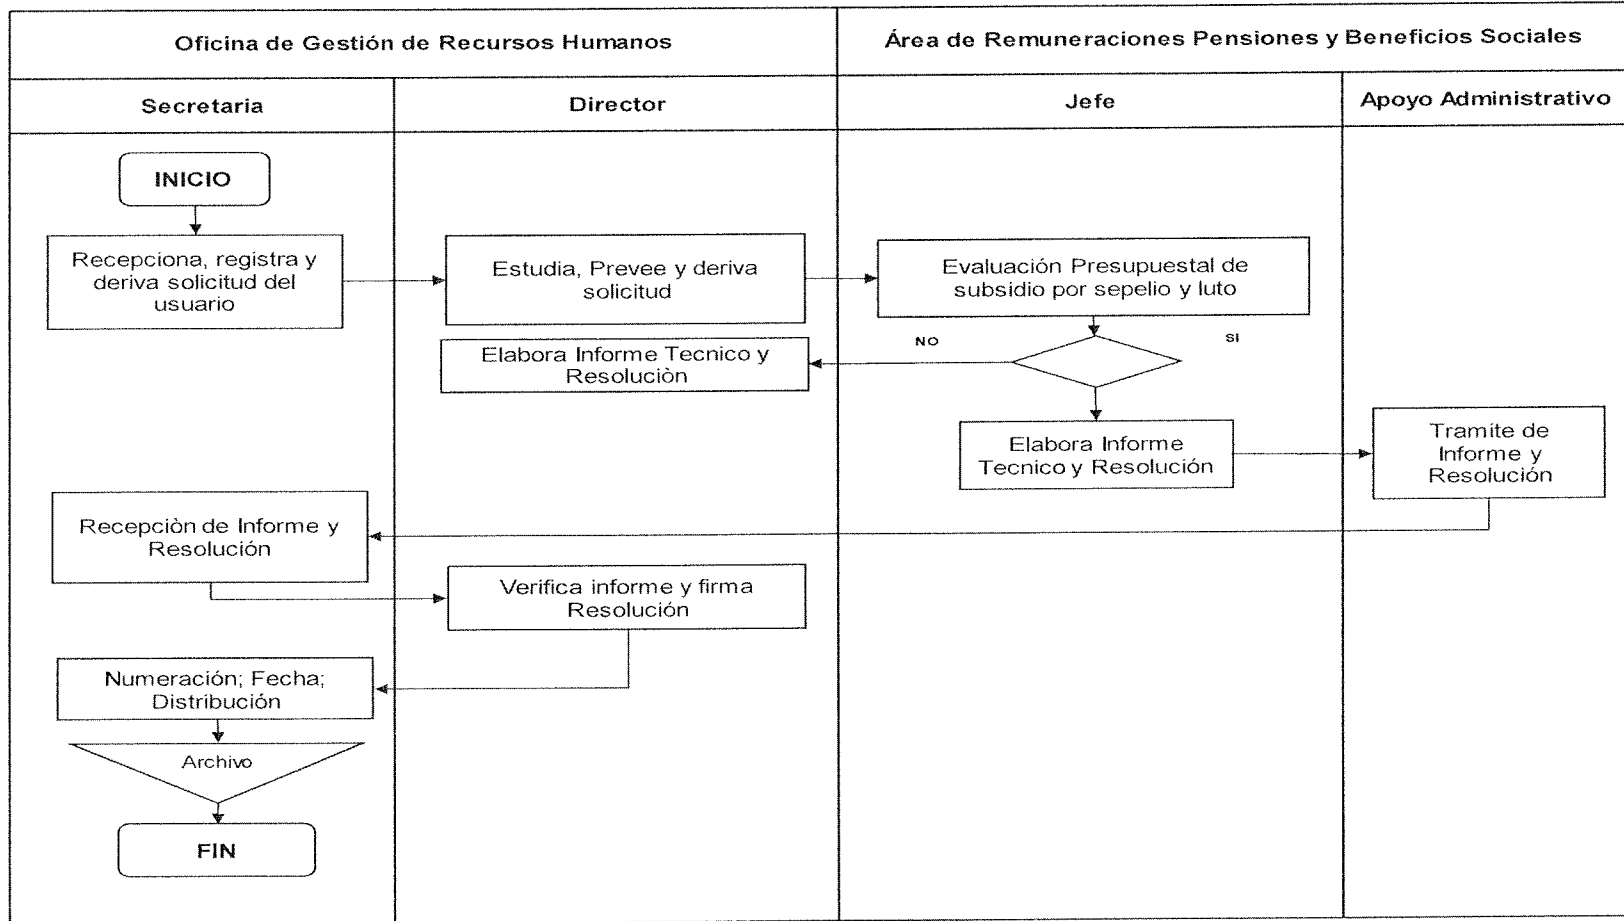 Oficina de Gestión de Recursos Humanos
Área de Remuneraciones Pensiones y Beneficios Sociales
Secretaria
Director
Jefe
Apoyo Administrativo
INICIO
Recepciona, registra y
deriva solicitud del
usuario
Estudia, Prevee y deriva
solicitud
Evaluación Presupuestal de
subsidio por sepelio y luto
NO
SI
Elabora Informe Tecnico y
Resoluciòn
Elabora Informe
Tecnico y Resolución
Tramite de
Informe y
Resolución
Recepciòn de Informe y
Resolución
Verifica informe y firma
Resolución
Numeración; Fecha;
Distribución
Archivo
FIN